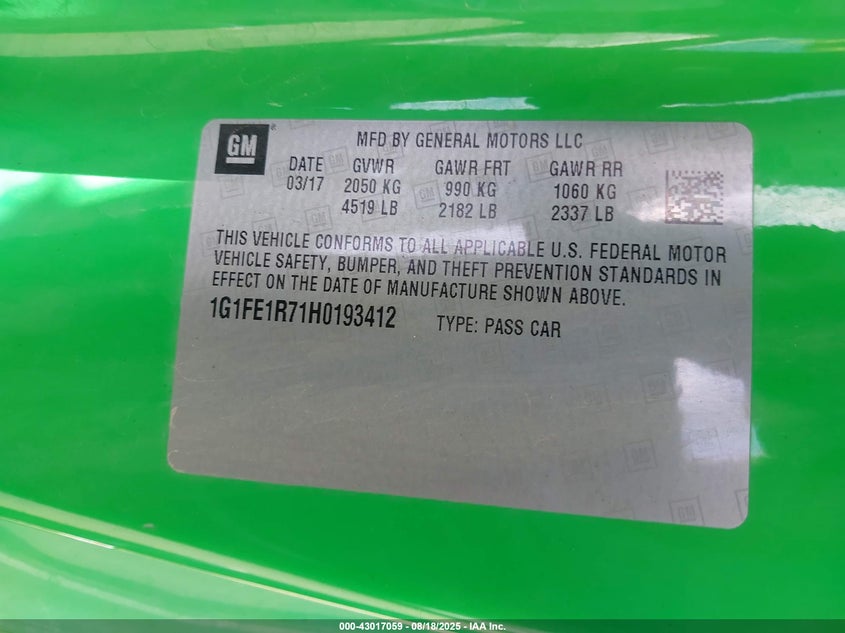 GM ®
MFD BY GENERAL MOTORS LLC
DATE GVWR GAWR FRT GAWR RR
03/17 2050 KG 990 KG 1060 KG
4519 LB 2182 LB 2337 LB
THIS VEHICLE CONFORMS TO ALL APPLICABLE U.S. FEDERAL MOTOR
VEHICLE SAFETY, BUMPER, AND THEFT PREVENTION STANDARDS IN
EFFECT ON THE DATE OF MANUFACTURE SHOWN ABOVE.
1G1FE1R71H0193412 TYPE: PASS CAR
000-43017059 - 08/18/2025 - IAA Inc.